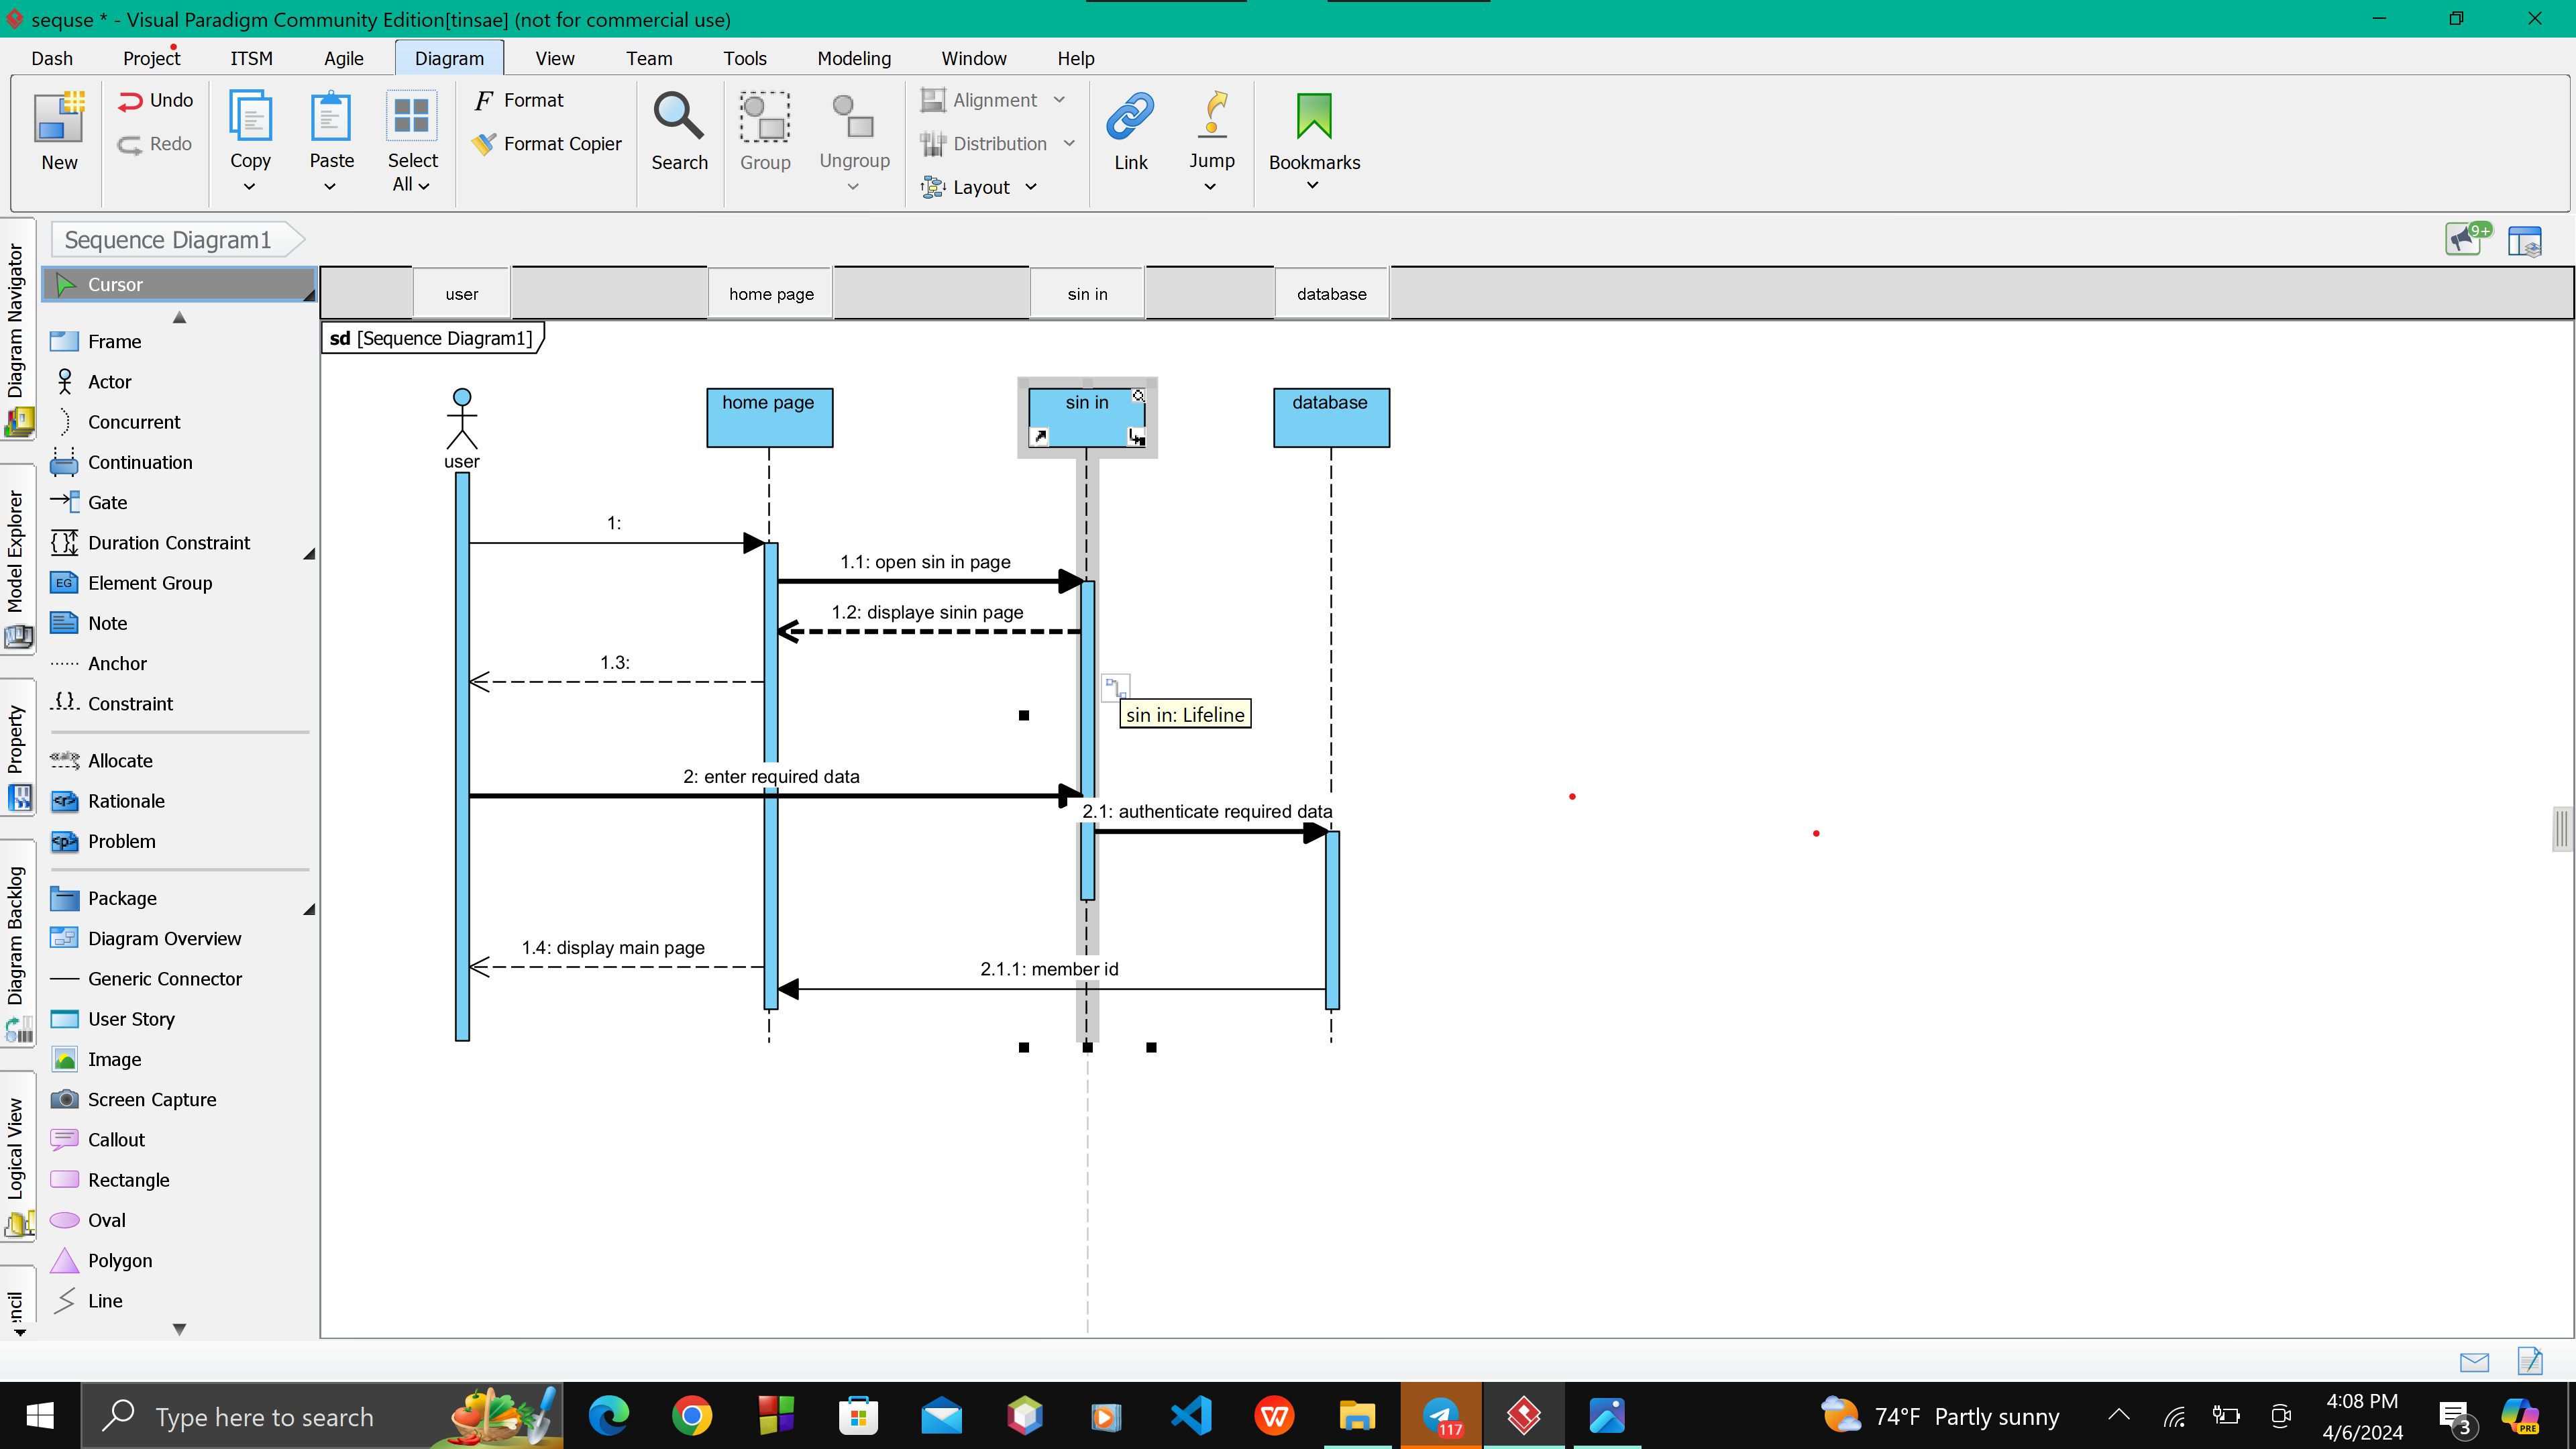 sequse * - Visual Paradigm Community Edition[tinsae] (not for commercial use)
Dash Project ITSM Agile Diagram View Team Tools Modeling Window Help
New
Undo
Redo
Copy
Paste
Select
All
Format
Format Copier
Search
Group
Ungroup
Alignment
Distribution
Layout
Link
Jump
Bookmarks
Sequence Diagram1
9+
Diagram Navigator
Model Explorer
Property
Diagram Backlog
Logical View
encil
Cursor
Frame
Actor
Concurrent
Continuation
Gate
Duration Constraint
EG Element Group
Note
Anchor
Constraint
Allocate
<r> Rationale
<p> Problem
Package
Diagram Overview
Generic Connector
User Story
Image
Screen Capture
Callout
Rectangle
Oval
Polygon
Line
user home page sin in database
sd [Sequence Diagram1]
home page sin in database
user
1:
1.1: open sin in page
1.2: displaye sinin page
1.3:
sin in: Lifeline
2: enter required data
2.1: authenticate required data
1.4: display main page
2.1.1: member id
Type here to search
117
74°F Partly sunny
4:08 PM
4/6/2024
3
PRE